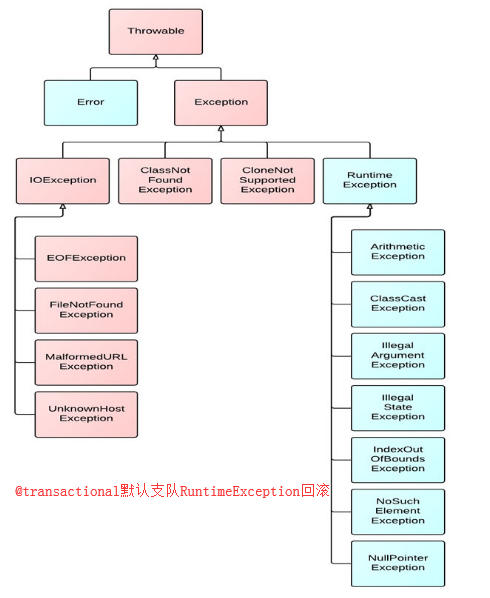 Throwable
Error
Exception
IOException
ClassNot
Found
Exception
CloneNot
Supported
Exception
Runtime
Exception
EOFException
FileNotFound
Exception
MalformedURL
Exception
UnknownHost
Exception
Arithmetic
Exception
ClassCast
Exception
Illegal
Argument
Exception
Illegal
State
Exception
IndexOut
OfBounds
Exception
NoSuch
Element
Exception
NullPointer
Exception
@transactional默认支队RuntimeException回滚